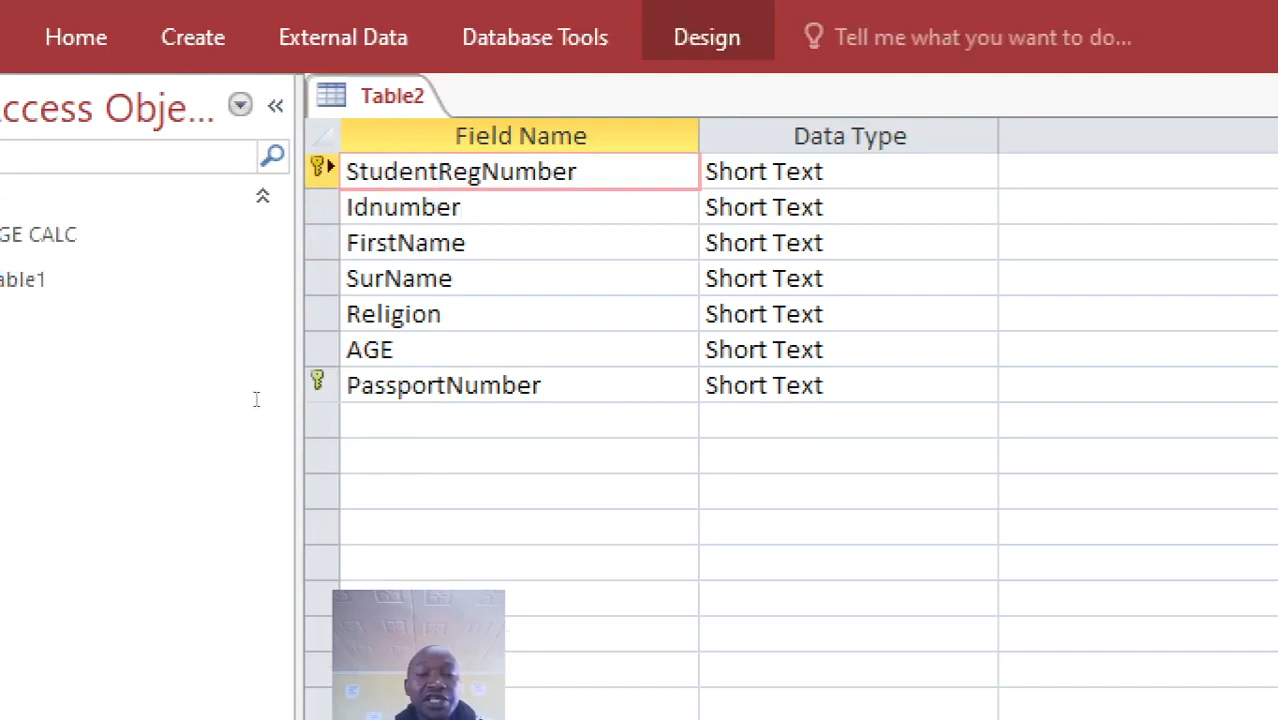 Home Create External Data Database Tools Design Tell me what you want to do...
ccess Obje... Table2
Field Name Data Type
StudentRegNumber Short Text
Idnumber Short Text
FirstName Short Text
GE CALC
SurName Short Text
able1
Religion Short Text
AGE Short Text
PassportNumber Short Text